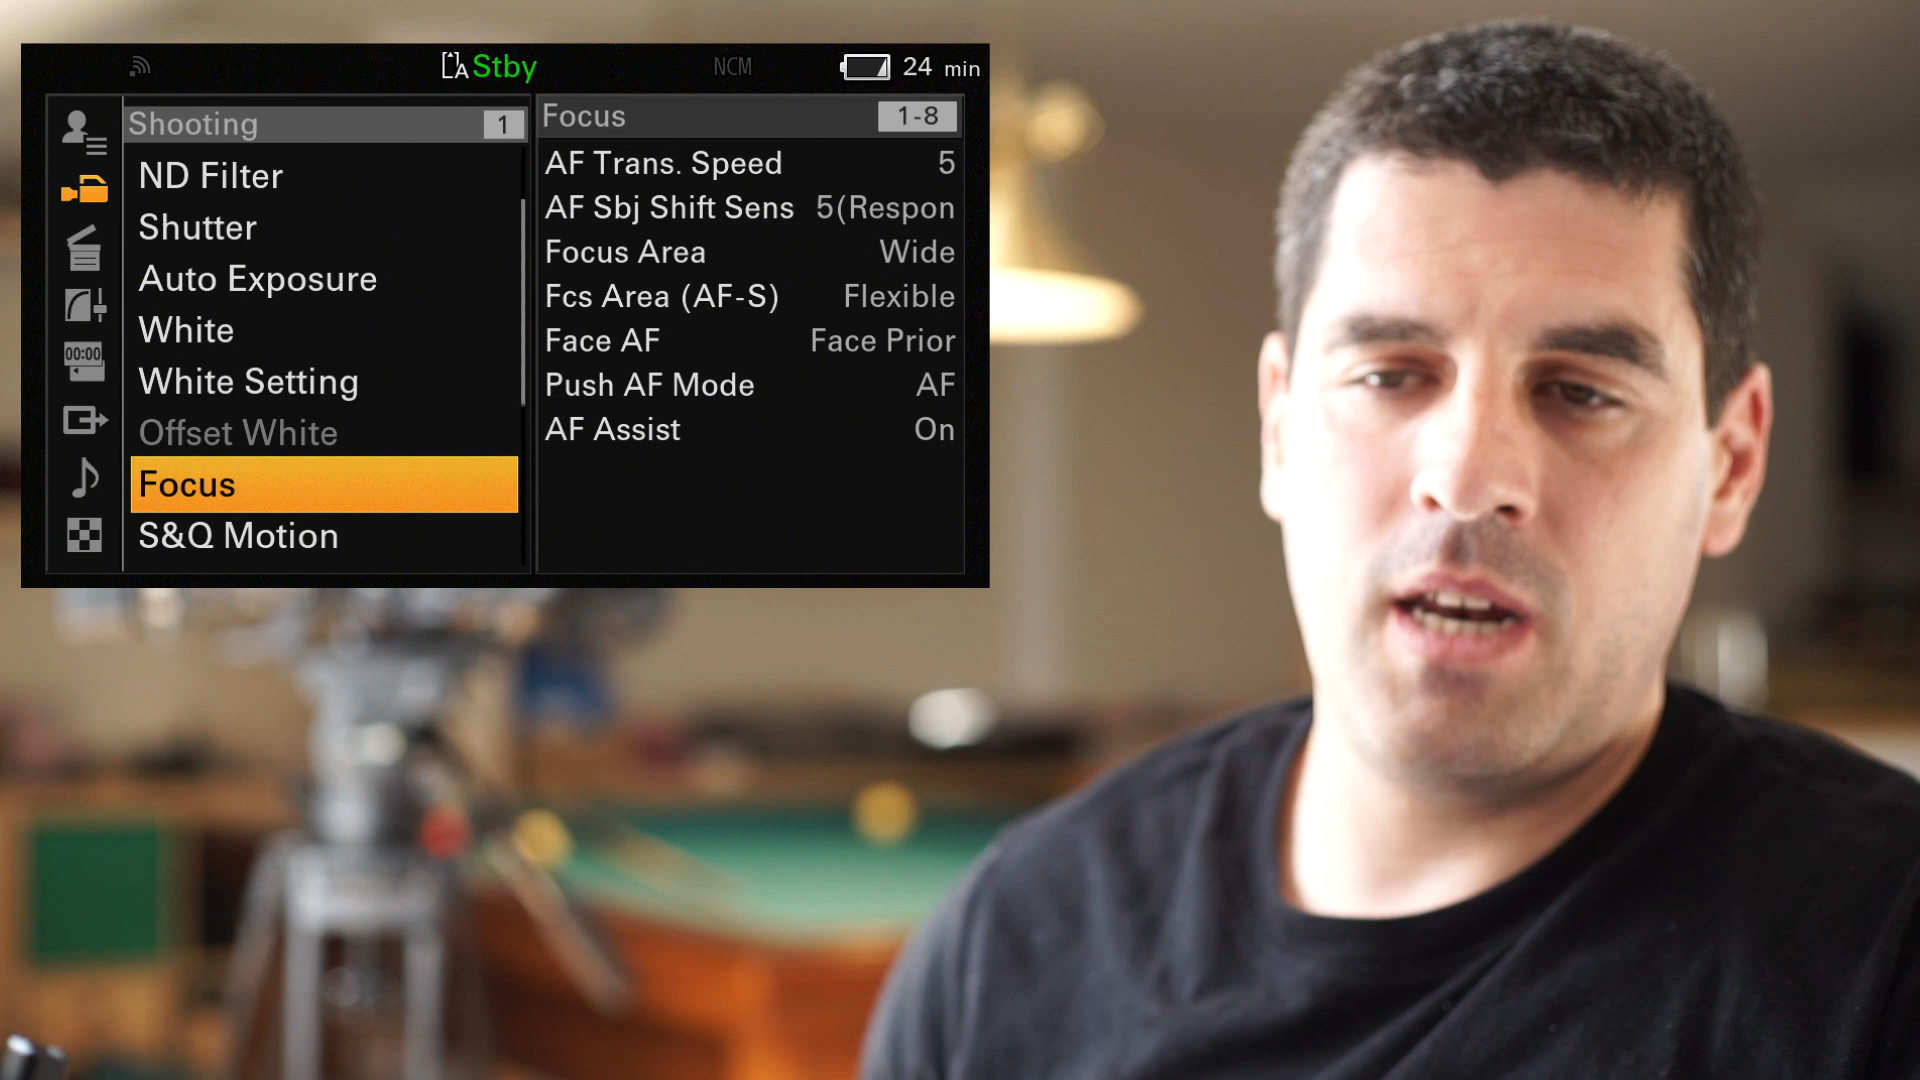 A Stby NCM 24 min
Shooting 1
ND Filter
Shutter
Auto Exposure
White
White Setting
Offset White
Focus
S&Q Motion
00:00
Focus 1-8
AF Trans. Speed 5
AF Sbj Shift Sens 5(Respon
Focus Area Wide
Fcs Area (AF-S) Flexible
Face AF Face Prior
Push AF Mode AF
AF Assist On